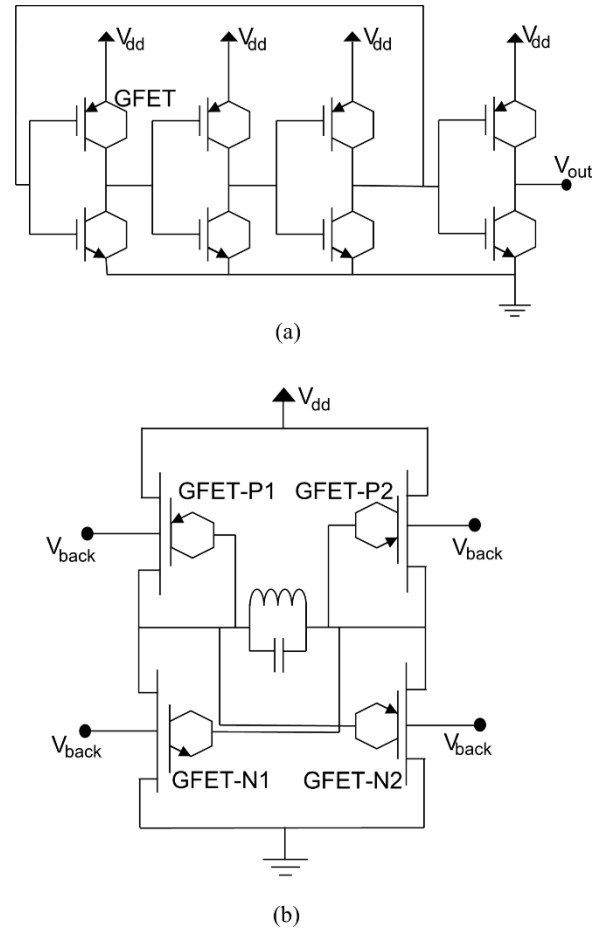 Vdd Vdd Vdd Vdd
GFET
Vout
(a)
Vdd
GFET-P1 GFET-P2
Vback Vback
Vback Vback
GFET-N1 GFET-N2
(b)